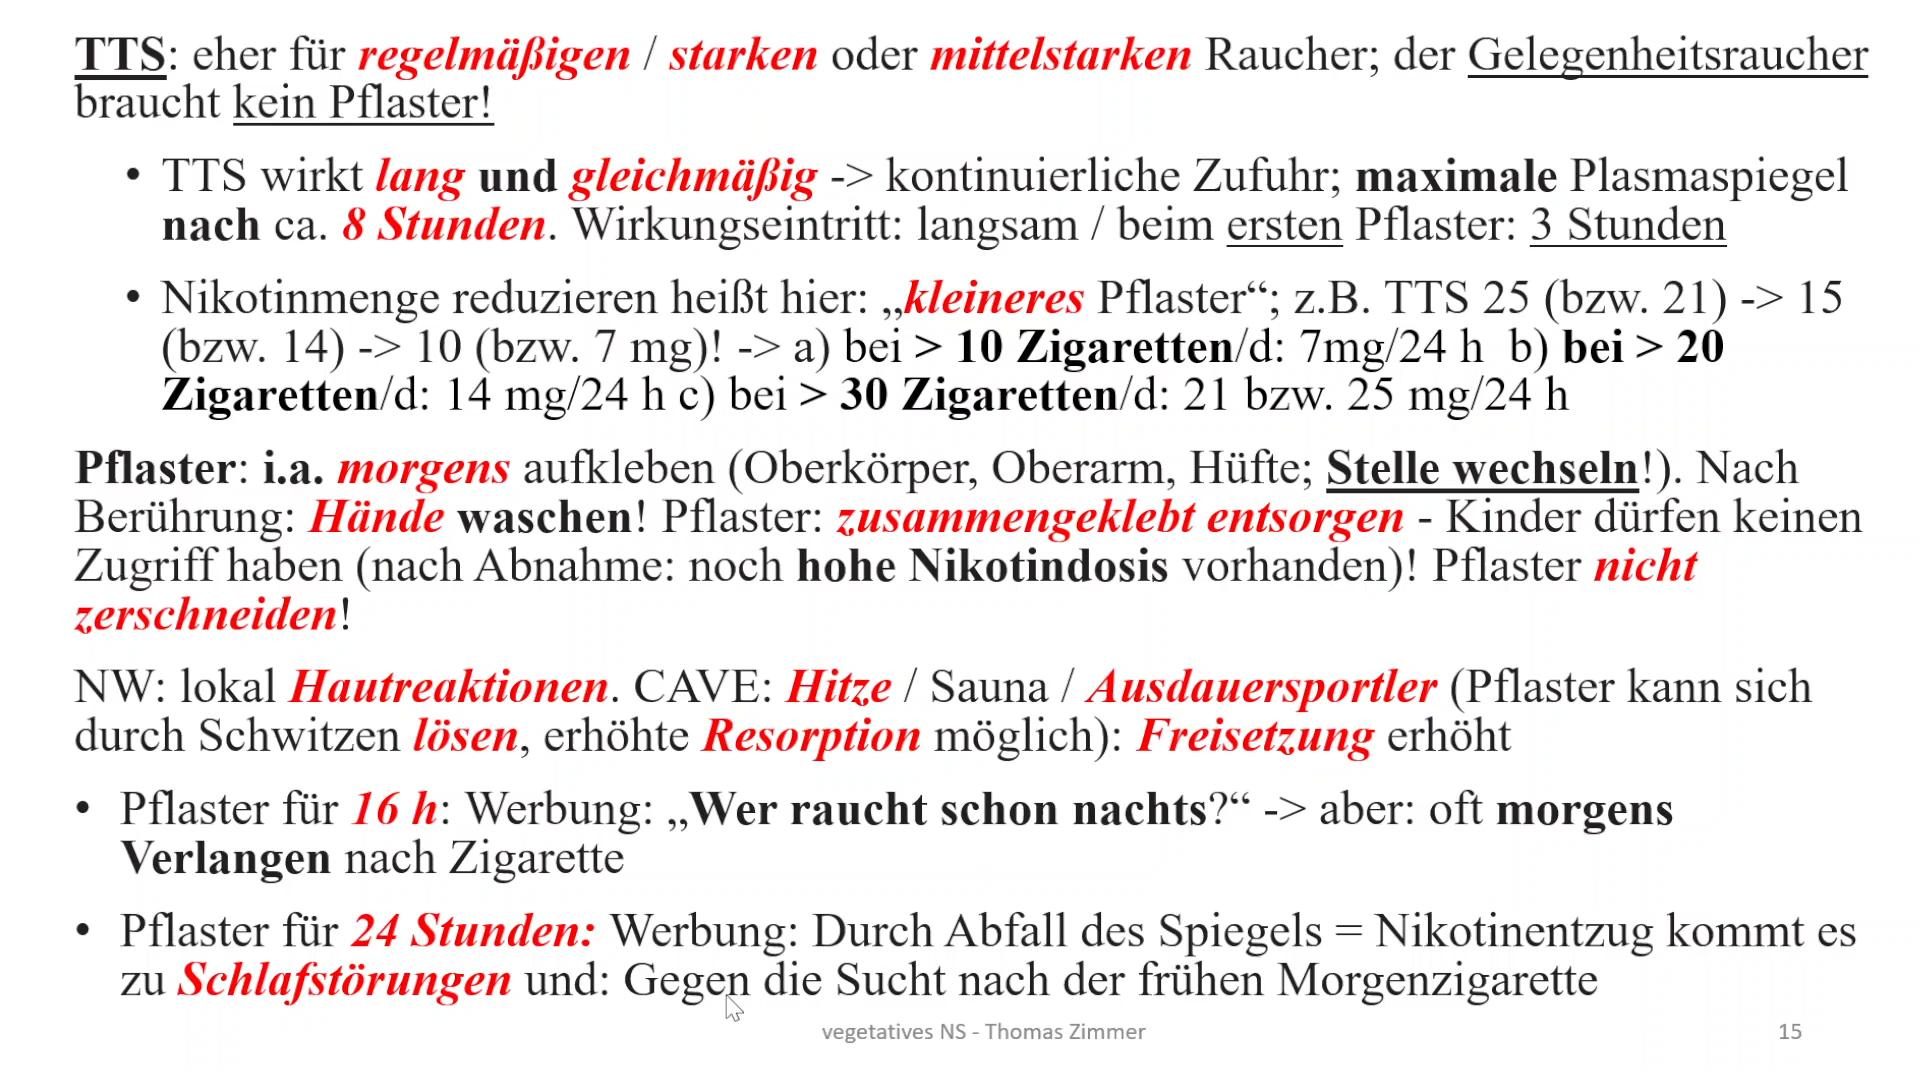 TTS: eher für regelmäßigen / starken oder mittelstarken Raucher; der Gelegenheitsraucher
braucht kein Pflaster!
• TTS wirkt lang und gleichmäßig -> kontinuierliche Zufuhr; maximale Plasmaspiegel
nach ca. 8 Stunden. Wirkungseintritt: langsam / beim ersten Pflaster: 3 Stunden
• Nikotinmenge reduzieren heißt hier: „kleineres Pflaster“; z.B. TTS 25 (bzw. 21) -> 15
(bzw. 14) -> 10 (bzw. 7 mg)! -> a) bei > 10 Zigaretten/d: 7mg/24 h b) bei > 20
Zigaretten/d: 14 mg/24 h c) bei > 30 Zigaretten/d: 21 bzw. 25 mg/24 h
Pflaster: i.a. morgens aufkleben (Oberkörper, Oberarm, Hüfte; Stelle wechseln!). Nach
Berührung: Hände waschen! Pflaster: zusammengeklebt entsorgen - Kinder dürfen keinen
Zugriff haben (nach Abnahme: noch hohe Nikotindosis vorhanden)! Pflaster nicht
zerschneiden!
NW: lokal Hautreaktionen. CAVE: Hitze / Sauna / Ausdauersportler (Pflaster kann sich
durch Schwitzen lösen, erhöhte Resorption möglich): Freisetzung erhöht
• Pflaster für 16 h: Werbung: „Wer raucht schon nachts?“ -> aber: oft morgens
Verlangen nach Zigarette
• Pflaster für 24 Stunden: Werbung: Durch Abfall des Spiegels = Nikotinentzug kommt es
zu Schlafstörungen und: Gegen die Sucht nach der frühen Morgenzigarette
vegetatives NS - Thomas Zimmer
15